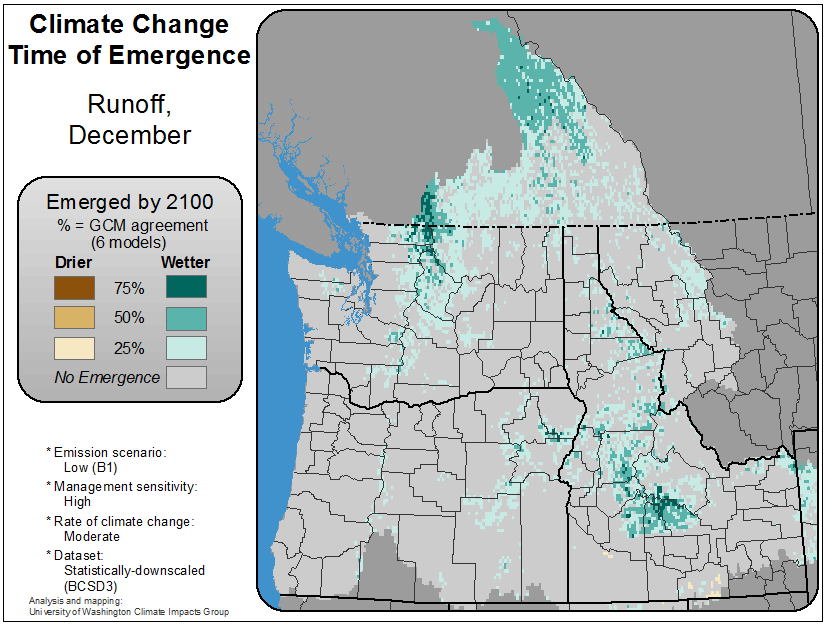 Climate Change
Time of Emergence
Runoff,
December
Emerged by 2100
% = GCM agreement
(6 models)
Drier Wetter
75%
50%
25%
No Emergence
* Emission scenario:
Low (B1)
* Management sensitivity:
High
* Rate of climate change:
Moderate
* Dataset:
Statistically-downscaled
(BCSD3)
Analysis and mapping:
University of Washington Climate Impacts Group